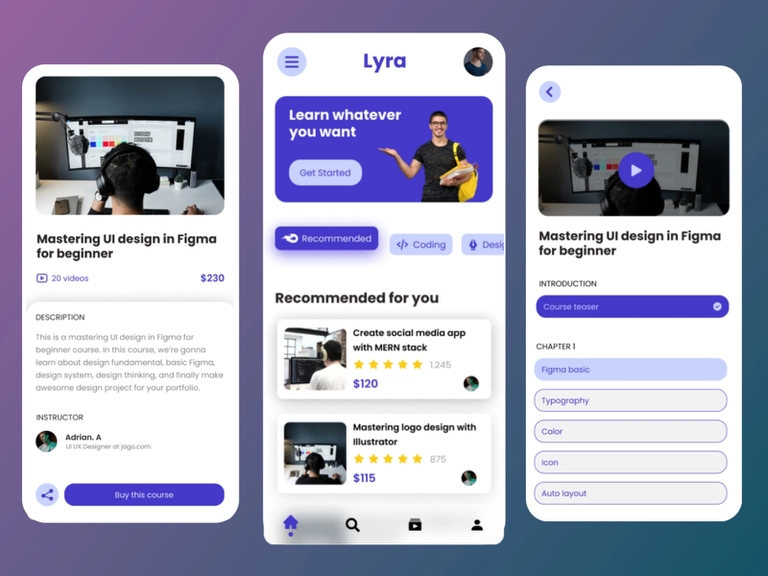 Mastering UI design in Figma
for beginner
20 videos
$230
DESCRIPTION
This is a mastering UI design in Figma for
beginner course. In this course, we're gonna
learn about design fundamental, basic Figma,
design system, design thinking, and finally make
awesome design project for your portfolio.
INSTRUCTOR
Adrian. A
UI UX Designer at jago.com
Buy this course
Lyra
Learn whatever
you want
Get Started
Recommended
</> Coding
Desig
Recommended for you
Create social media app
with MERN stack
1.245
$120
Mastering logo design with
Illustrator
875
$115
Mastering UI design in Figma
for beginner
INTRODUCTION
Course teaser
CHAPTER 1
Figma basic
Typography
Color
Icon
Auto layout